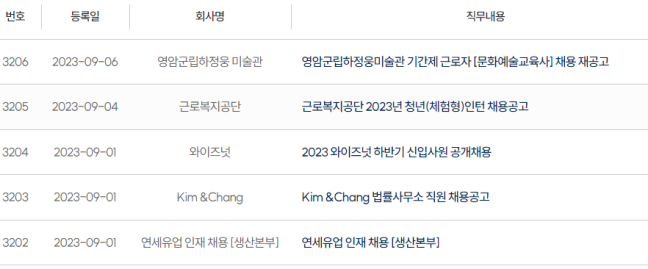 번호 등록일 회사명 직무내용
3206 2023-09-06 영암군립하정웅 미술관 영암군립하정웅미술관 기간제 근로자 [문화예술교육사] 채용 재공고
3205 2023-09-04 근로복지공단 근로복지공단 2023년 청년(체험형)인턴 채용공고
3204 2023-09-01 와이즈넛 2023 와이즈넛 하반기 신입사원 공개채용
3203 2023-09-01 Kim &Chang Kim &Chang 법률사무소 직원 채용공고
3202 2023-09-01 연세유업 인재 채용 [생산본부] 연세유업 인재 채용 [생산본부]